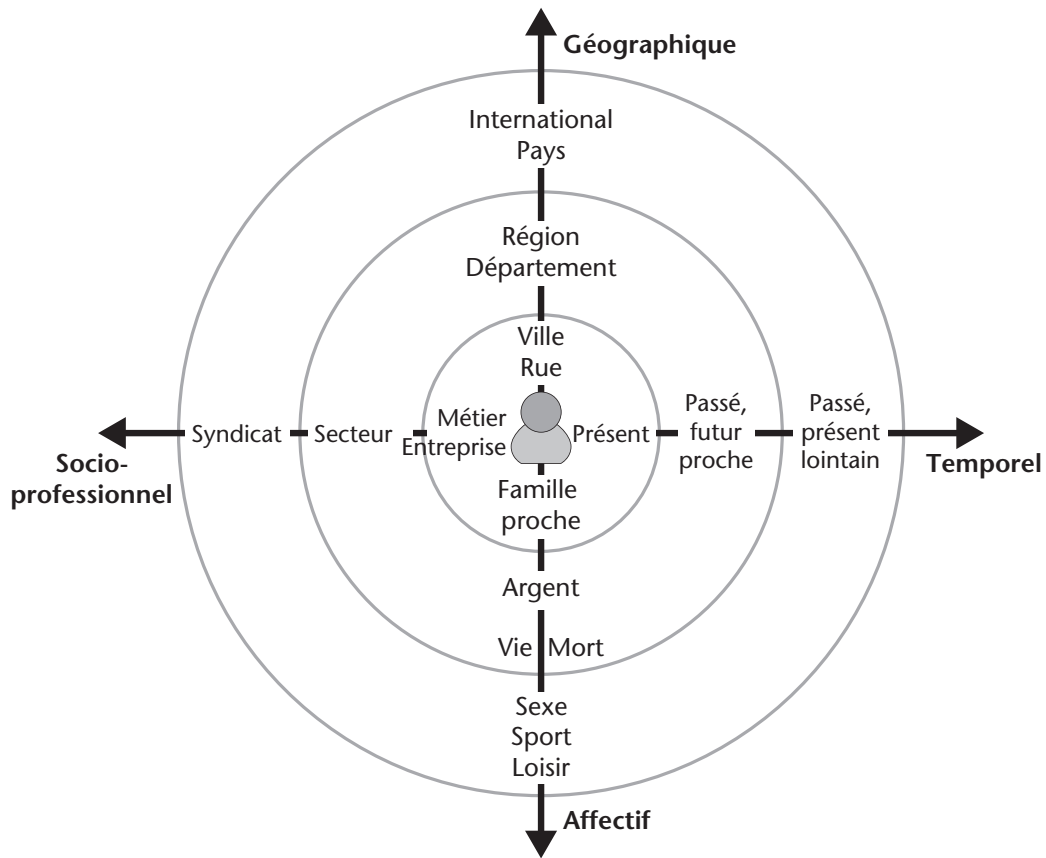 Géographique
International
Pays
Région
Département
Ville
Rue
Syndicat
Secteur
Métier
Entreprise
Présent
Passé,
futur
proche
Passé,
présent
lointain
Socio-
professionnel
Temporel
Famille
proche
Argent
Vie Mort
Sexe
Sport
Loisir
Affectif